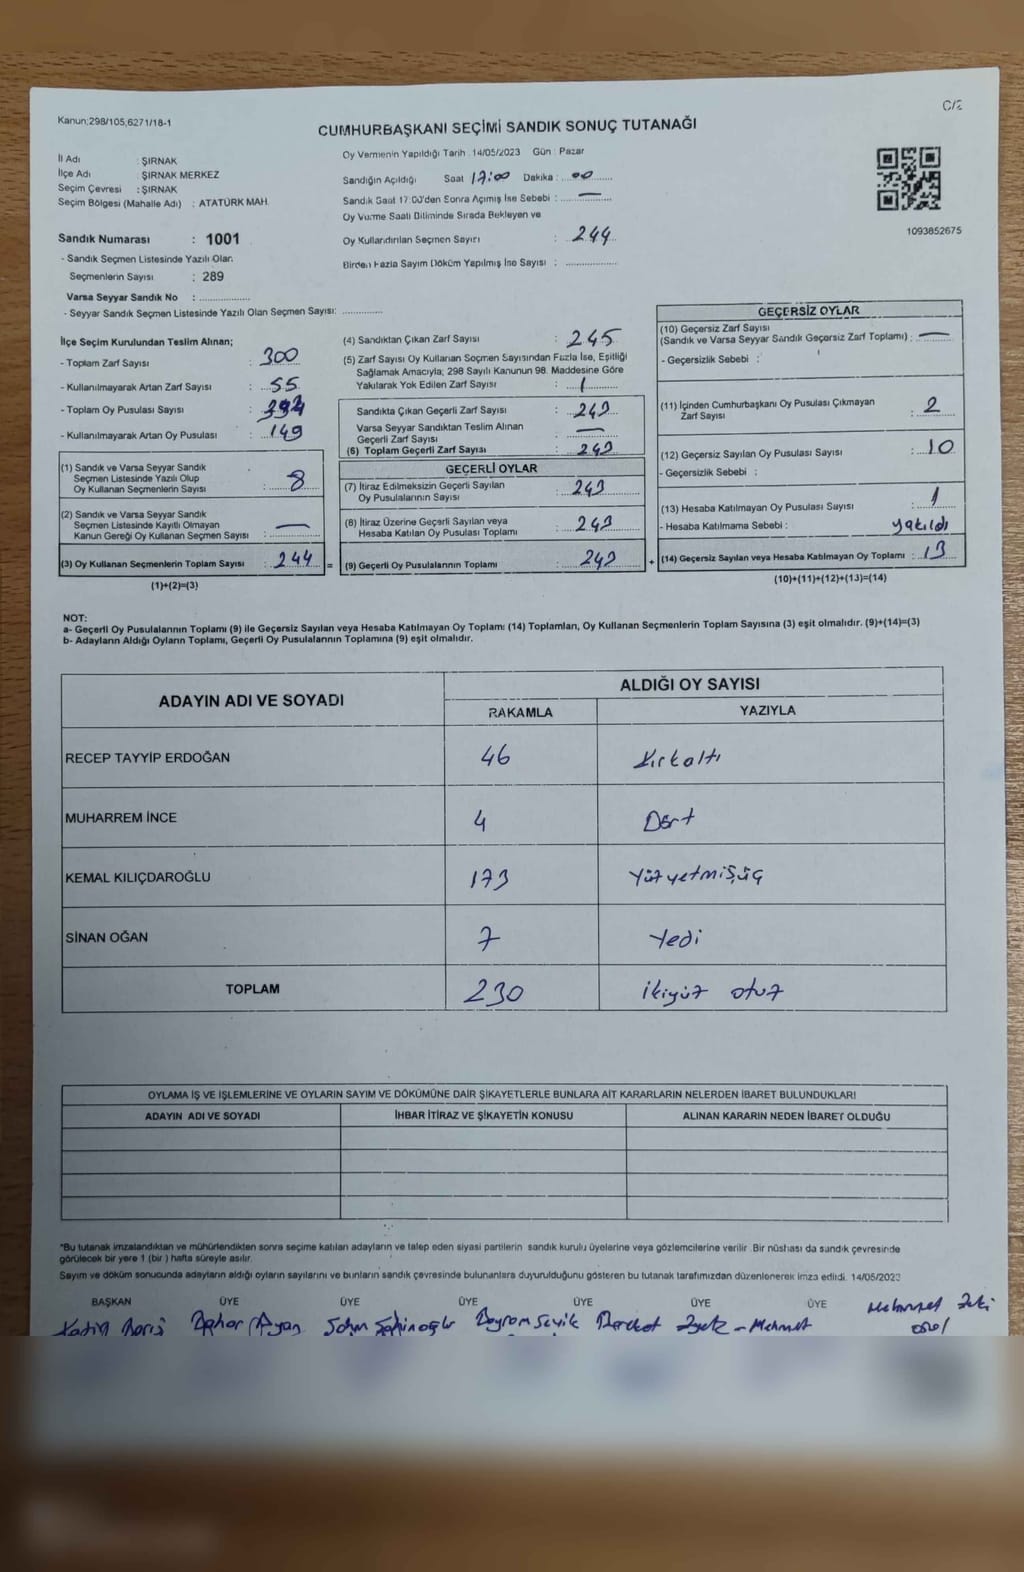 C/2
Kanun;298/105,6271/18-1
CUMHURBAŞKANI SEÇİMİ SANDIK SONUÇ TUTANAĞI
İl Adı : ŞIRNAK
İlçe Adı : ŞIRNAK MERKEZ
Seçim Çevresi : ŞIRNAK
Seçim Bölgesi (Mahalle Adı) : ATATÜRK MAH.
Oy Vermenin Yapıldığı Tarih : 14/05/2023 Gün : Pazar
Sandığın Açıldığı Saat 17:00 Dakika : 00
Sandık Saat 17:00'den Sonra Açımış İse Sebebi : —
Oy Verme Saati Diliminde Sırada Bekleyen ve
Oy Kullandırılan Seçmen Sayısı : 244
Birden Fazla Sayım Döküm Yapılmış İse Sayısı :
1093852675
Sandık Numarası : 1001
- Sandık Seçmen Listesinde Yazılı Olan
Seçmenlerin Sayısı : 289
Varsa Seyyar Sandık No :
- Seyyar Sandık Seçmen Listesinde Yazılı Olan Seçmen Sayısı:
İlçe Seçim Kurulundan Teslim Alınan;
- Toplam Zarf Sayısı : 300
- Kullanılmayarak Artan Zarf Sayısı : 55
- Toplam Oy Pusulası Sayısı :
- Kullanılmayarak Artan Oy Pusulası : 149
(1) Sandık ve Varsa Seyyar Sandık
Seçmen Listesinde Yazılı Olup
Oy Kullanan Seçmenlerin Sayısı : 8
(2) Sandık ve Varsa Seyyar Sandık
Seçmen Listesinde Kayıtlı Olmayan
Kanun Gereği Oy Kullanan Seçmen Sayısı : —
(3) Oy Kullanan Seçmenlerin Toplam Sayısı : 244 =
(1)+(2)=(3)
(4) Sandıktan Çıkan Zarf Sayısı : 245
(5) Zarf Sayısı Oy Kullanan Seçmen Sayısından Fazla İse, Eşitliği
Sağlamak Amacıyla; 298 Sayılı Kanunun 98. Maddesine Göre
Yakılarak Yok Edilen Zarf Sayısı : 1
Sandıkta Çıkan Geçerli Zarf Sayısı : 243
Varsa Seyyar Sandıktan Teslim Alınan
Geçerli Zarf Sayısı : —
(6) Toplam Geçerli Zarf Sayısı : 243
GEÇERLİ OYLAR
(7) İtiraz Edilmeksizin Geçerli Sayılan
Oy Pusulalarının Sayısı : 243
(8) İtiraz Üzerine Geçerli Sayılan veya
Hesaba Katılan Oy Pusulası Toplamı : 243
(9) Geçerli Oy Pusulalarının Toplamı : 243 +
GEÇERSİZ OYLAR
(10) Geçersiz Zarf Sayısı
(Sandık ve Varsa Seyyar Sandık Geçersiz Zarf Toplamı) : —
- Geçersizlik Sebebi :
(11) İçinden Cumhurbaşkanı Oy Pusulası Çıkmayan
Zarf Sayısı : 2
(12) Geçersiz Sayılan Oy Pusulası Sayısı : 10
- Geçersizlik Sebebi :
(13) Hesaba Katılmayan Oy Pusulası Sayısı : 1
- Hesaba Katılmama Sebebi : yakıldı
(14) Geçersiz Sayılan veya Hesaba Katılmayan Oy Toplamı : 13
(10)+(11)+(12)+(13)=(14)
NOT:
a- Geçerli Oy Pusulalarının Toplamı (9) ile Geçersiz Sayılan veya Hesaba Katılmayan Oy Toplamı (14) Toplamları, Oy Kullanan Seçmenlerin Toplam Sayısına (3) eşit olmalıdır. (9)+(14)=(3)
b- Adayların Aldığı Oyların Toplamı, Geçerli Oy Pusulalarının Toplamına (9) eşit olmalıdır.
ADAYIN ADI VE SOYADI ALDIĞI OY SAYISI
RAKAMLA YAZIYLA
RECEP TAYYİP ERDOĞAN 46 Kırkaltı
MUHARREM İNCE 4 Dört
KEMAL KILIÇDAROĞLU 173 Yüzyetmişüç
SİNAN OĞAN 7 Yedi
TOPLAM 230 İkiyüz otuz
OYLAMA İŞ VE İŞLEMLERİNE VE OYLARIN SAYIM VE DÖKÜMÜNE DAİR ŞİKAYETLERLE BUNLARA AİT KARARLARIN NELERDEN İBARET BULUNDUKLARI
ADAYIN ADI VE SOYADI İHBAR İTİRAZ VE ŞİKAYETİN KONUSU ALINAN KARARIN NEDEN İBARET OLDUĞU
*Bu tutanak imzalandıktan ve mühürlendikten sonra seçime katılan adayların ve talep eden siyasi partilerin sandık kurulu üyelerine veya gözlemcilerine verilir. Bir nüshası da sandık çevresinde
görülecek bir yere 1 (bir) hafta süreyle asılır.
Sayım ve döküm sonucunda adayların aldığı oyların sayılarını ve bunların sandık çevresinde bulunanlara duyurulduğunu gösteren bu tutanak tarafımızdan düzenlenerek imza edildi. 14/05/2023
BAŞKAN ÜYE ÜYE ÜYE ÜYE ÜYE ÜYE
Mehmet Zeki
Mehmet